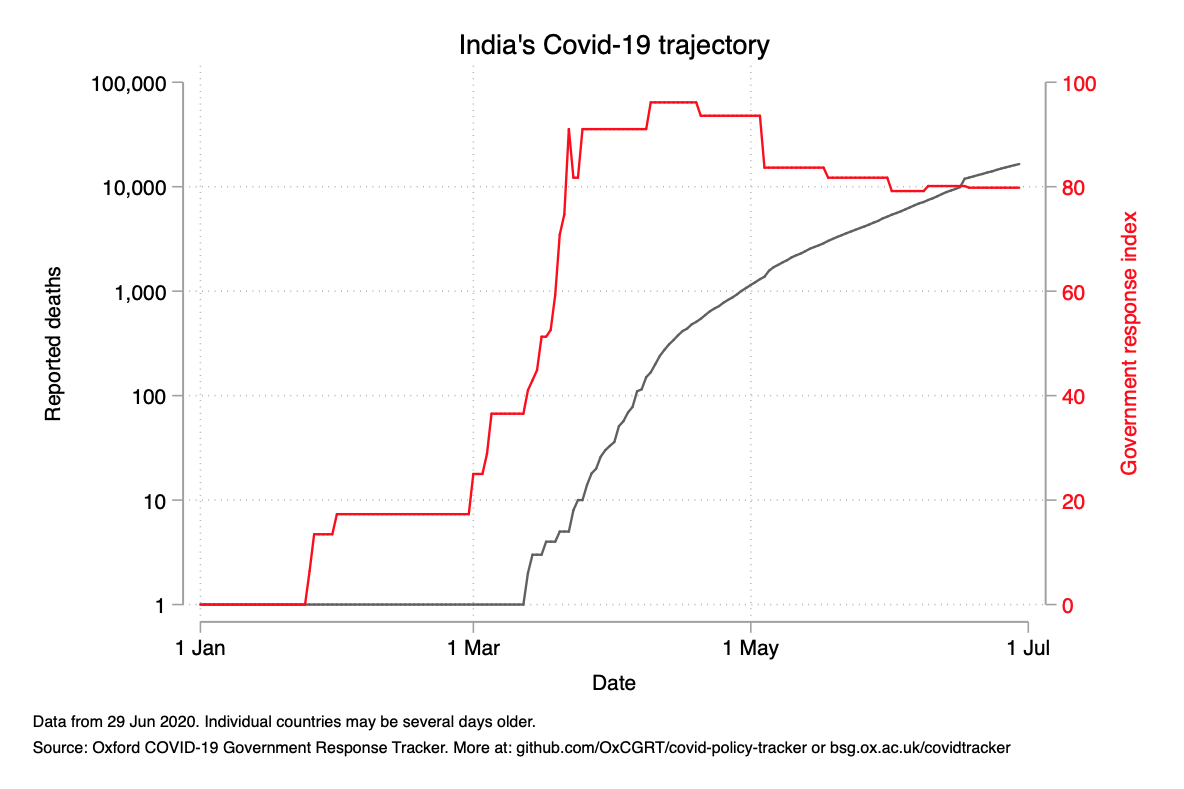 India's Covid-19 trajectory
100,000
10,000
1,000
100
10
1
Reported deaths
100
80
60
40
20
0
Government response index
1 Jan
1 Mar
1 May
1 Jul
Date
Data from 29 Jun 2020. Individual countries may be several days older.
Source: Oxford COVID-19 Government Response Tracker. More at: github.com/OxCGRT/covid-policy-tracker or bsg.ox.ac.uk/covidtracker